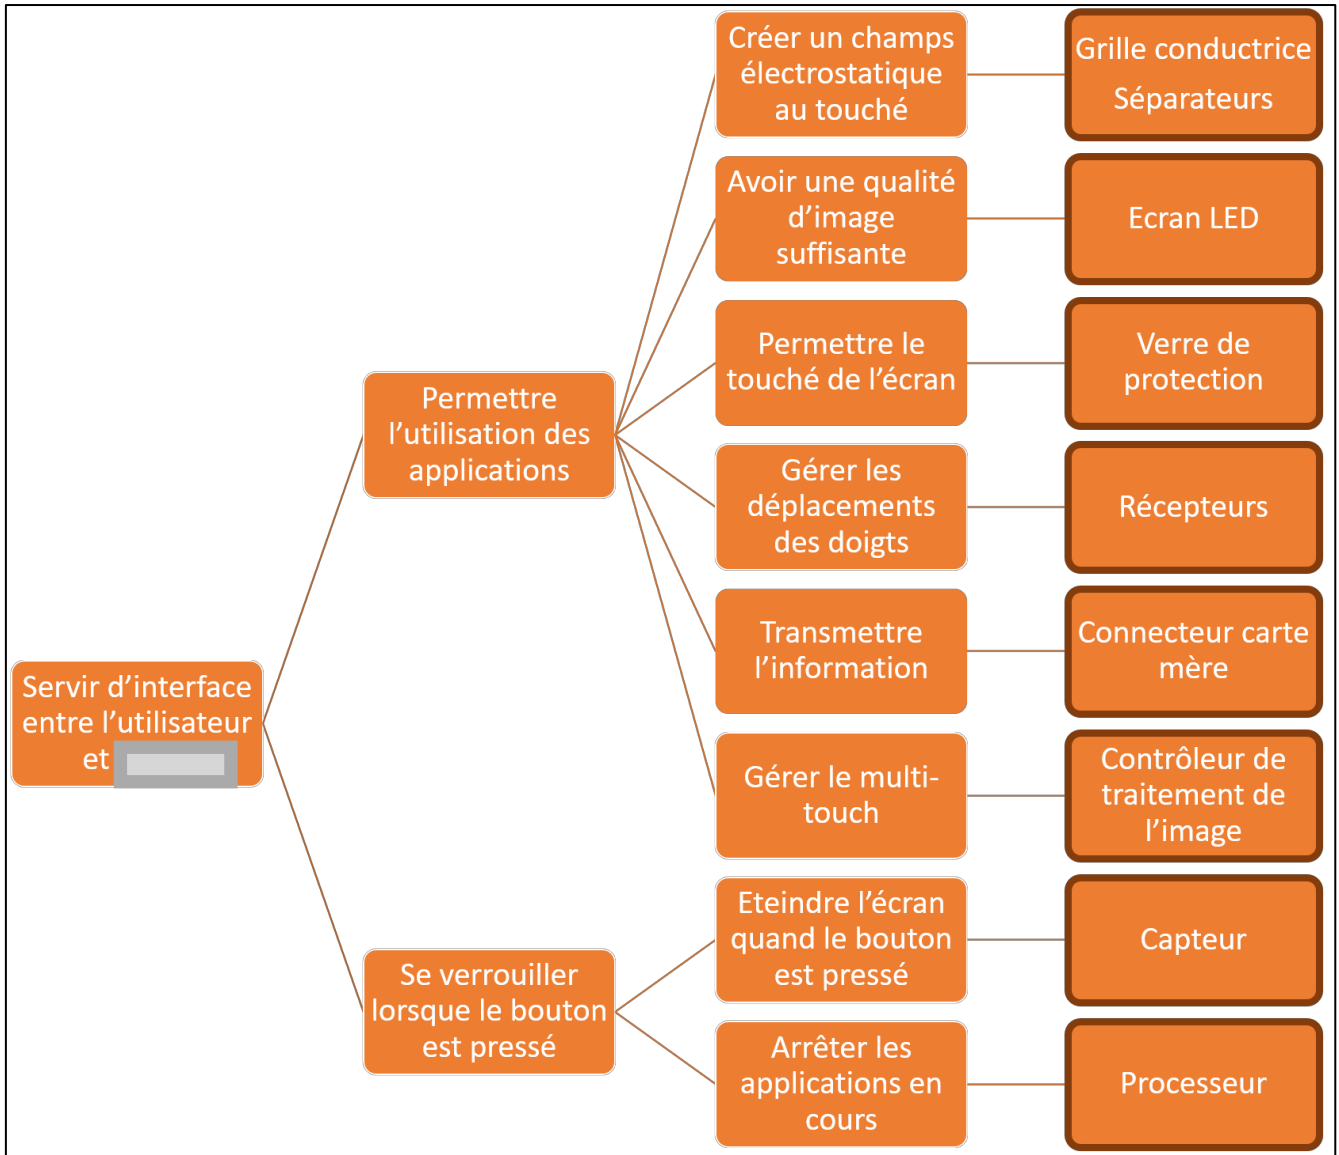 Créer un champs
électrostatique
au touché
Grille conductrice
Séparateurs
Avoir une qualité
d'image
suffisante
Ecran LED
Permettre le
touché de l'écran
Verre de
protection
Permettre
l'utilisation des
applications
Gérer les
déplacements
des doigts
Récepteurs
Transmettre
l'information
Connecteur carte
mère
Servir d'interface
entre l'utilisateur
et
Gérer le multi-
touch
Contrôleur de
traitement de
l'image
Eteindre l'écran
quand le bouton
est pressé
Capteur
Se verrouiller
lorsque le bouton
est pressé
Arrêter les
applications en
cours
Processeur